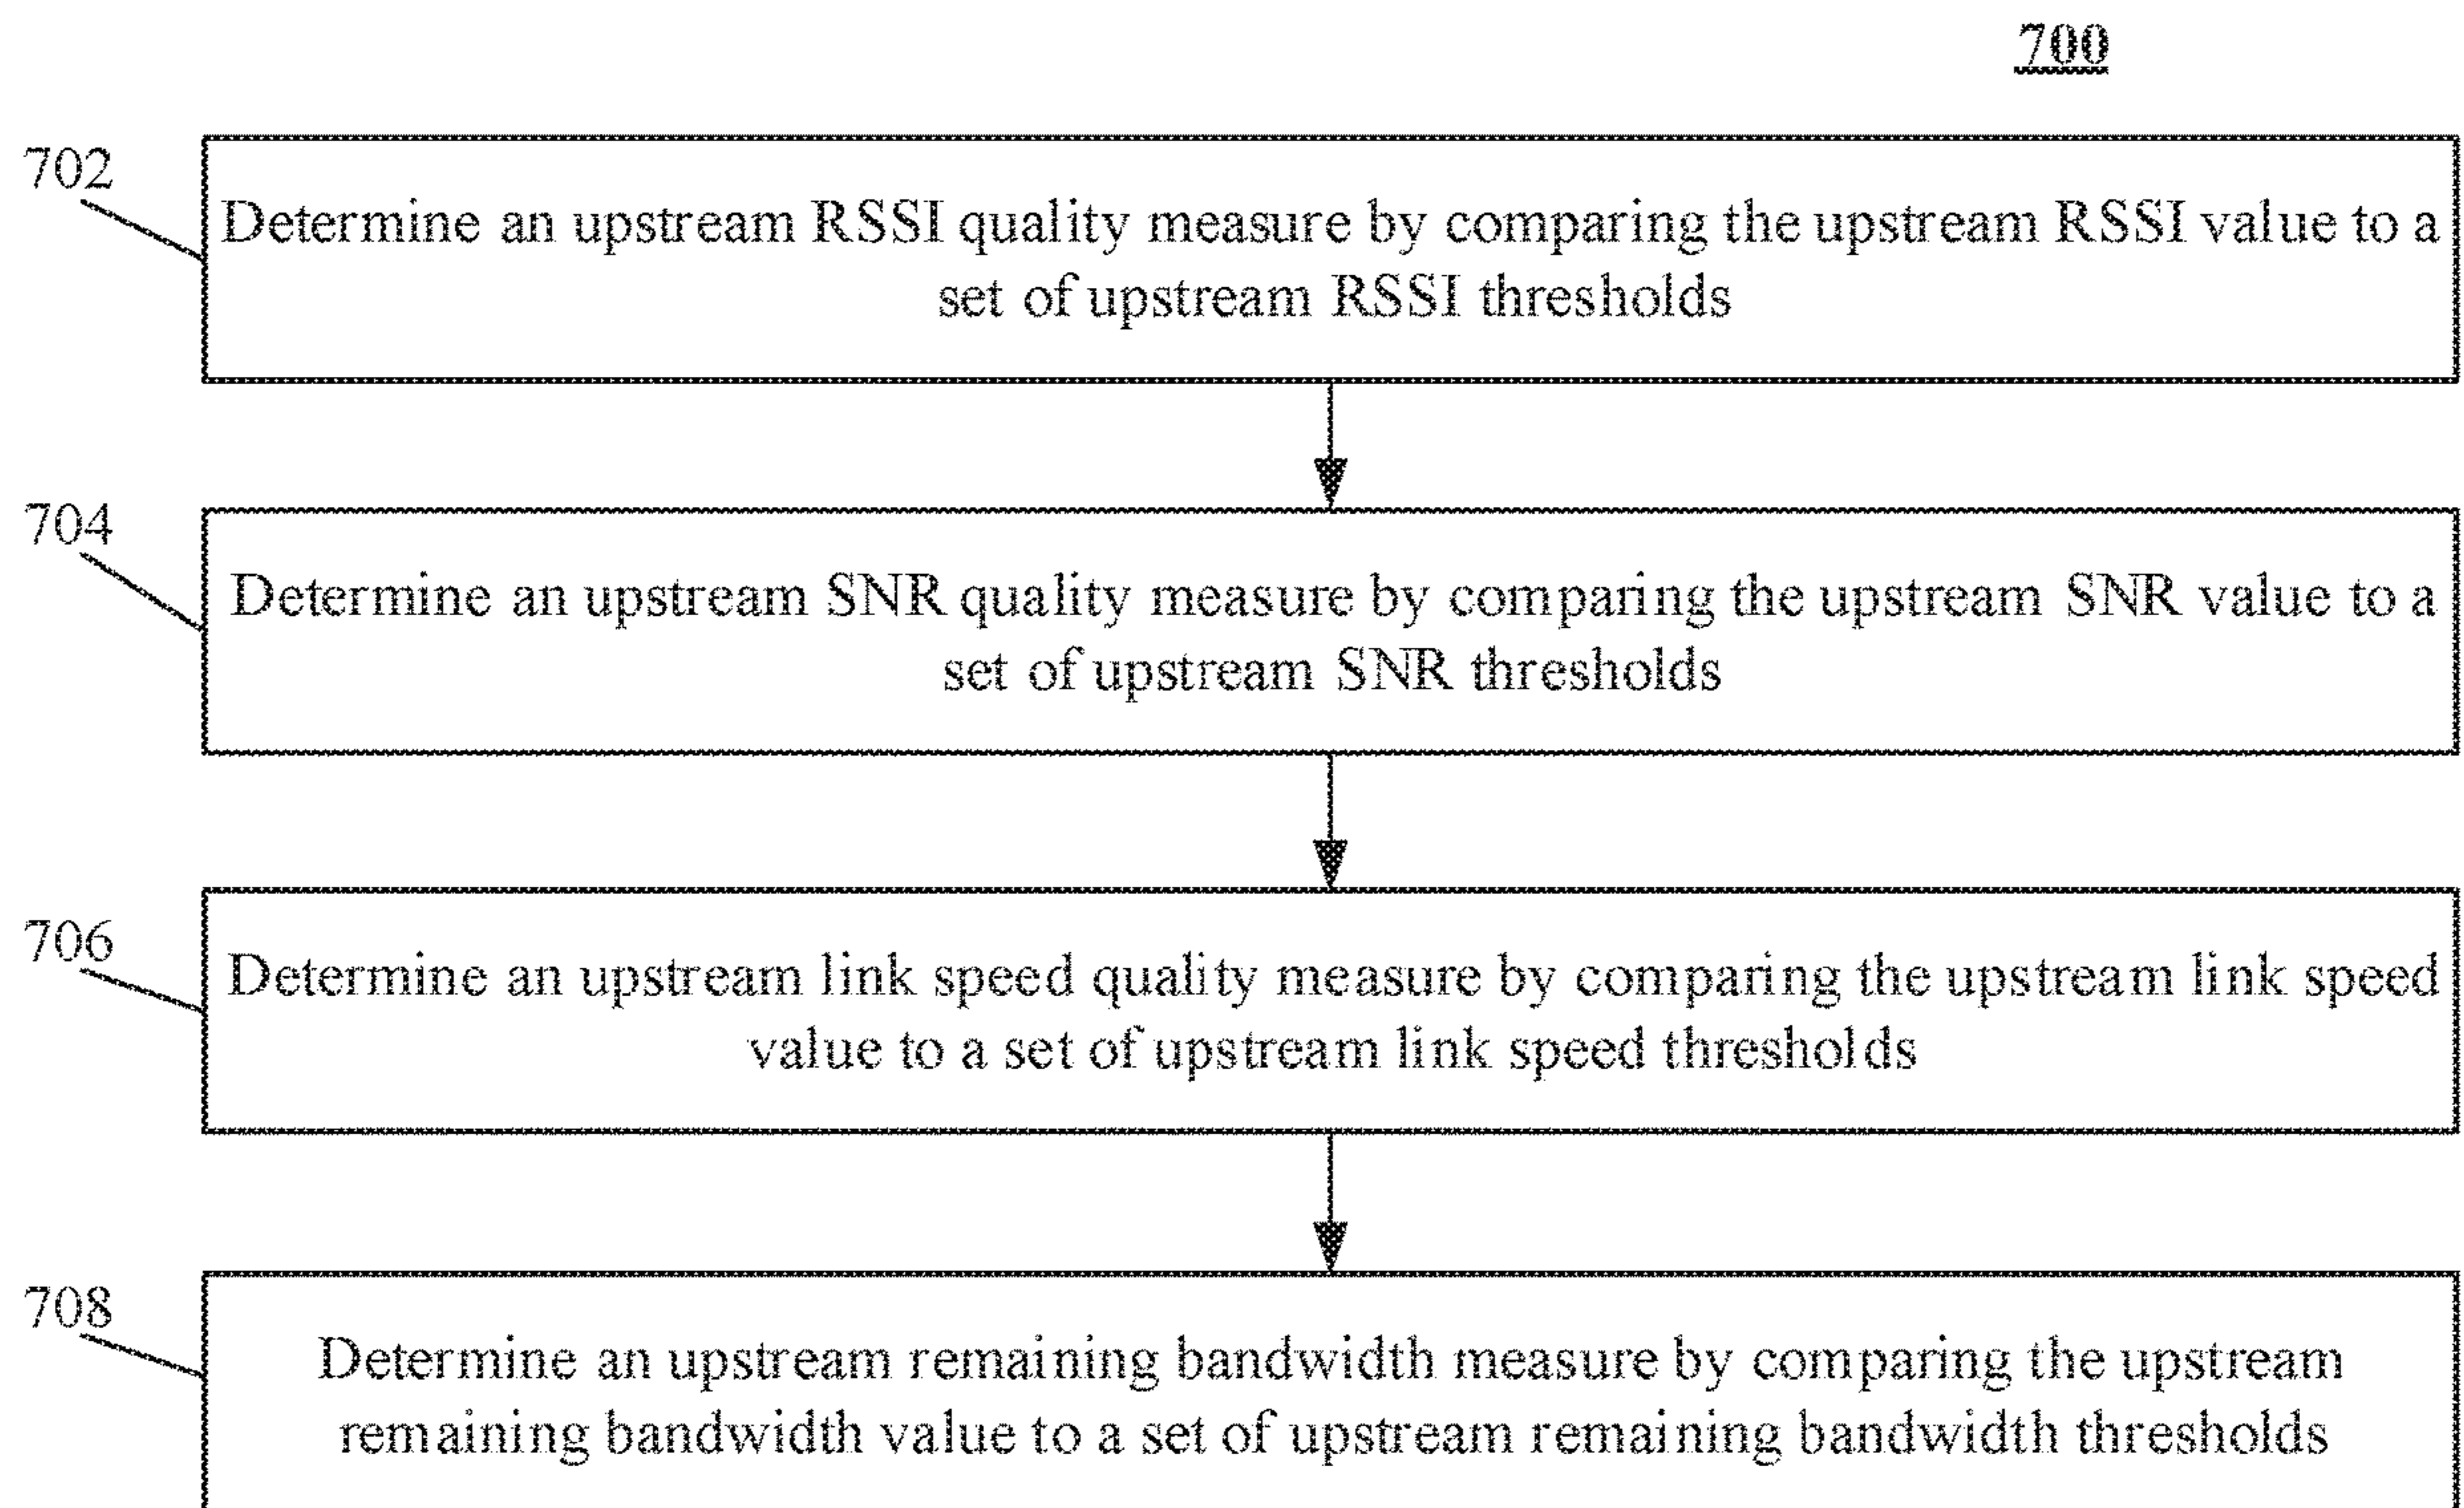 700
702
Determine an upstream RSSI quality measure by comparing the upstream RSSI value to a
set of upstream RSSI thresholds
704
Determine an upstream SNR quality measure by comparing the upstream SNR value to a
set of upstream SNR thresholds
706
Determine an upstream link speed quality measure by comparing the upstream link speed
value to a set of upstream link speed thresholds
708
Determine an upstream remaining bandwidth measure by comparing the upstream
remaining bandwidth value to a set of upstream remaining bandwidth thresholds